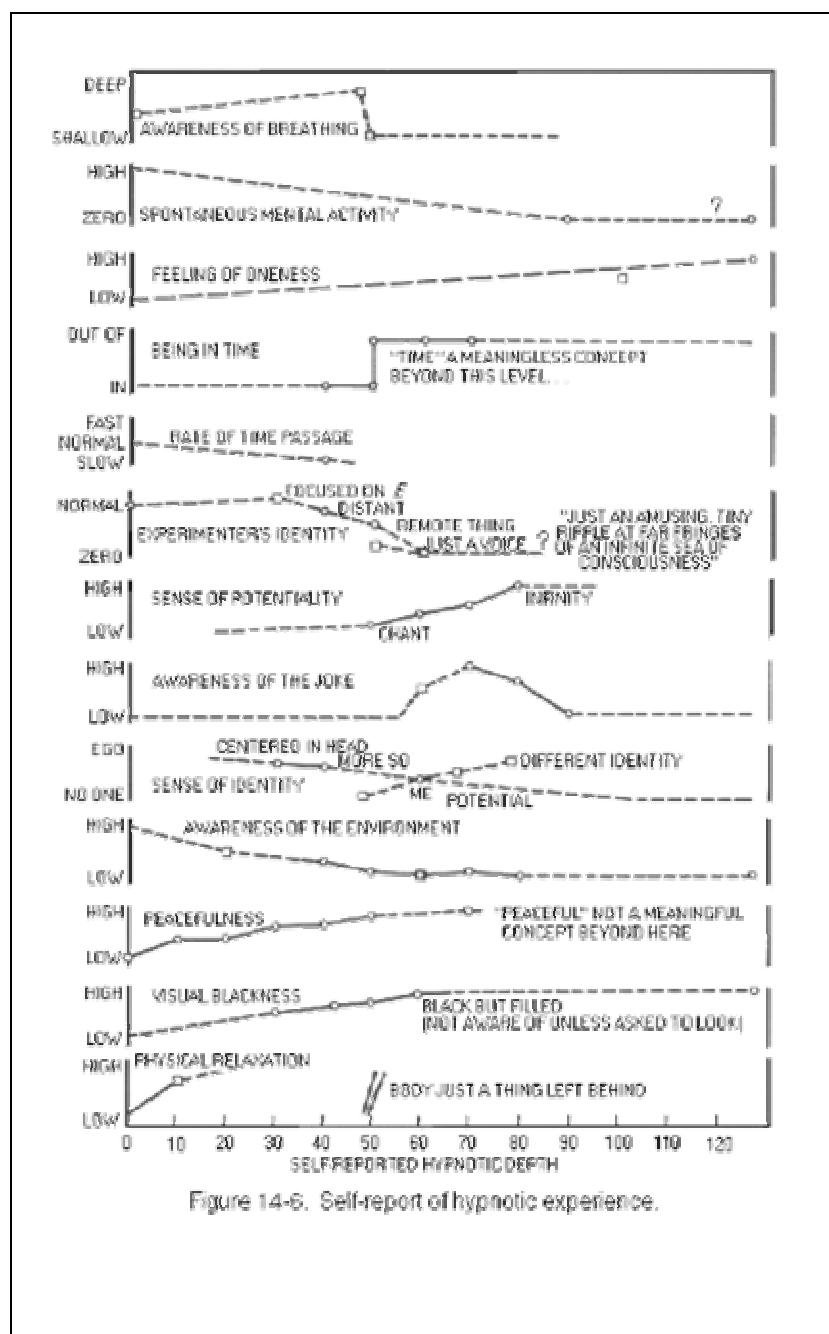 DEEP
SHALLOW
AWARENESS OF BREATHING
HIGH
ZERO
SPONTANEOUS MENTAL ACTIVITY
?
HIGH
LOW
FEELING OF ONENESS
OUT OF
IN
BEING IN TIME
"TIME" A MEANINGLESS CONCEPT
BEYOND THIS LEVEL...
FAST
NORMAL
SLOW
RATE OF TIME PASSAGE
NORMAL
ZERO
EXPERIMENTER'S IDENTITY
FOCUSED ON E
DISTANT
REMOTE THING
JUST A VOICE
?
"JUST AN AMUSING, TINY
RIPPLE AT FAR FRINGES
OF AN INFINITE SEA OF
CONSCIOUSNESS"
HIGH
LOW
SENSE OF POTENTIALITY
CHANT
INFINITY
HIGH
LOW
AWARENESS OF THE JOKE
EGO
NO ONE
CENTERED IN HEAD
MORE SO
SENSE OF IDENTITY
ME
DIFFERENT IDENTITY
POTENTIAL
HIGH
LOW
AWARENESS OF THE ENVIRONMENT
HIGH
LOW
PEACEFULNESS
"PEACEFUL" NOT A MEANINGFUL
CONCEPT BEYOND HERE
HIGH
LOW
VISUAL BLACKNESS
BLACK BUT FILLED
(NOT AWARE OF UNLESS ASKED TO LOOK)
HIGH
LOW
PHYSICAL RELAXATION
BODY JUST A THING LEFT BEHIND
0 10 20 30 40 50 60 70 80 90 100 110 120
SELF-REPORTED HYPNOTIC DEPTH
Figure 14-6. Self-report of hypnotic experience.